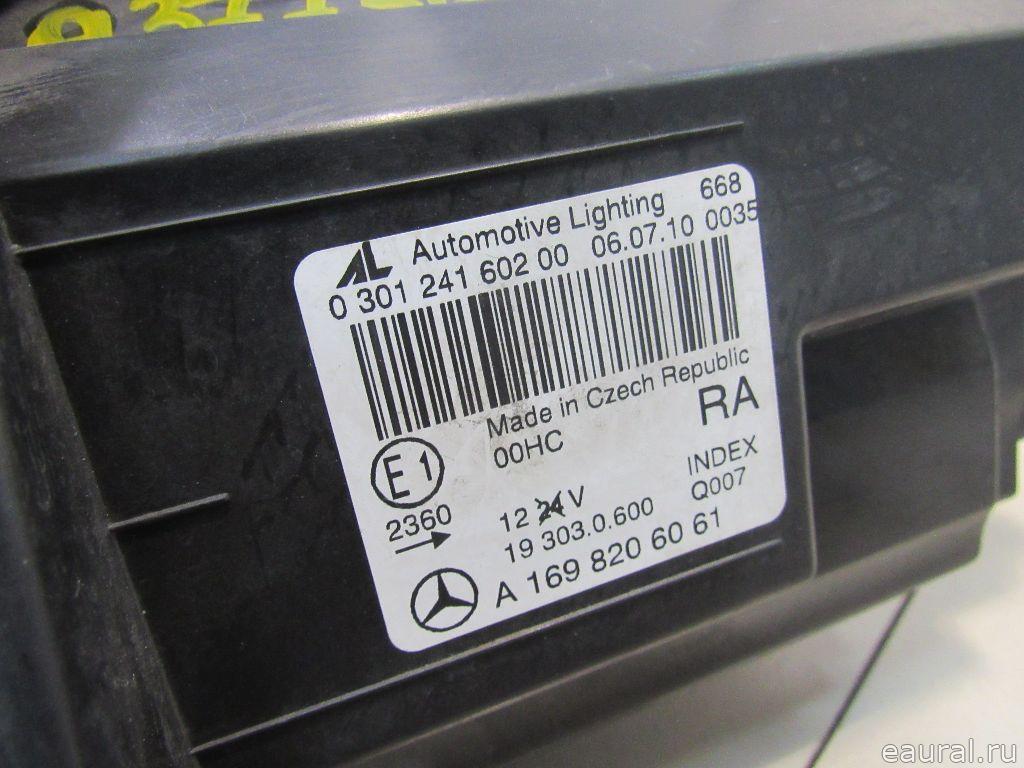 AL Automotive Lighting 668
0 301 241 602 00 06.07.10 0035
Made in Czech Republic
00HC RA
E1
2360
12 24 V INDEX
19 303.0.600 Q007
A 169 820 60 61
eaural.ru